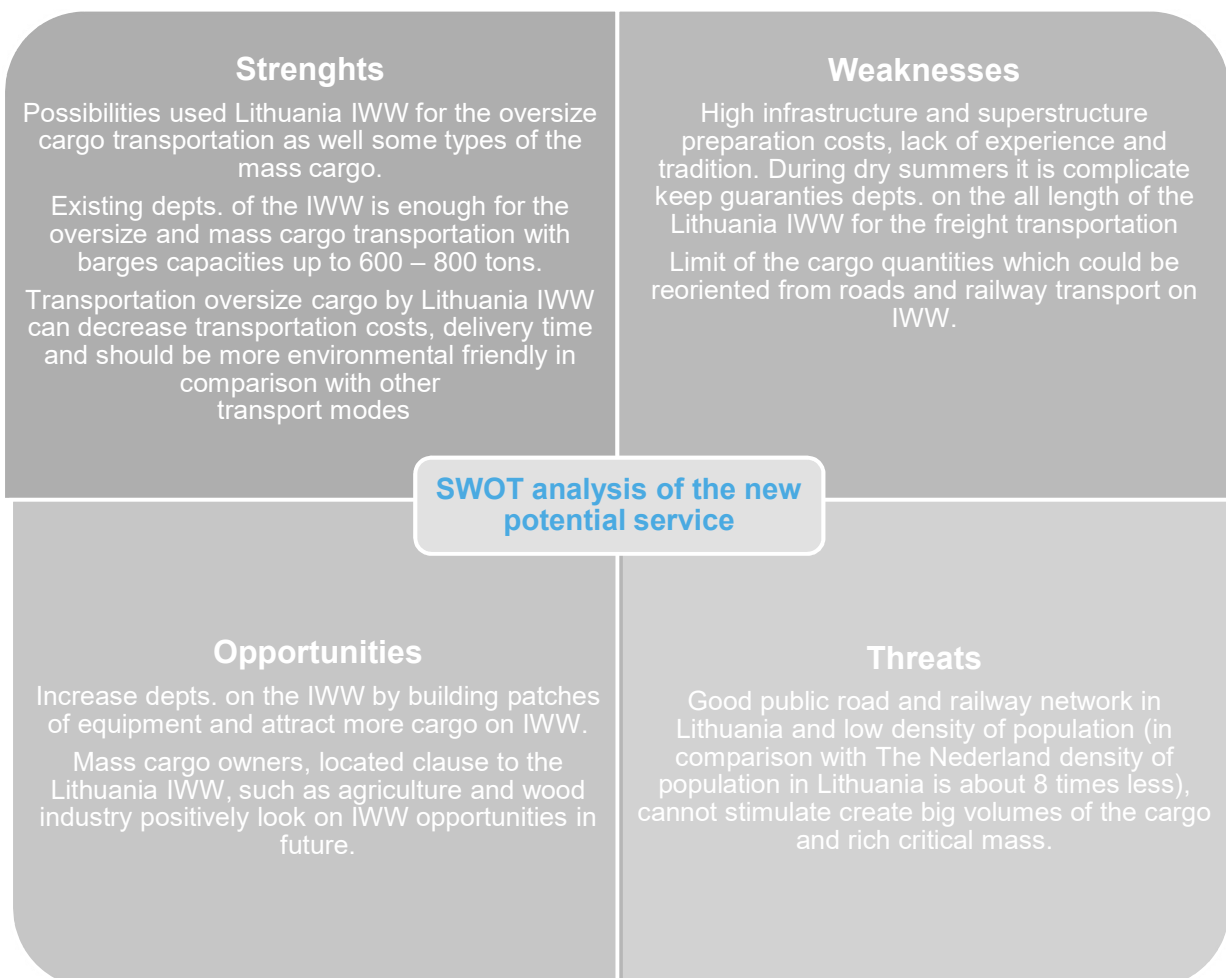 Strenghts
Possibilities used Lithuania IWW for the oversize
cargo transportation as well some types of the
mass cargo.
Existing depts. of the IWW is enough for the
oversize and mass cargo transportation with
barges capacities up to 600 – 800 tons.
Transportation oversize cargo by Lithuania IWW
can decrease transportation costs, delivery time
and should be more environmental friendly in
comparison with other
transport modes
Weaknesses
High infrastructure and superstructure
preparation costs, lack of experience and
tradition. During dry summers it is complicate
keep guaranties depts. on the all length of the
Lithuania IWW for the freight transportation
Limit of the cargo quantities which could be
reoriented from roads and railway transport on
IWW.
SWOT analysis of the new
potential service
Opportunities
Increase depts. on the IWW by building patches
of equipment and attract more cargo on IWW.
Mass cargo owners, located clause to the
Lithuania IWW, such as agriculture and wood
industry positively look on IWW opportunities in
future.
Threats
Good public road and railway network in
Lithuania and low density of population (in
comparison with The Nederland density of
population in Lithuania is about 8 times less),
cannot stimulate create big volumes of the cargo
and rich critical mass.